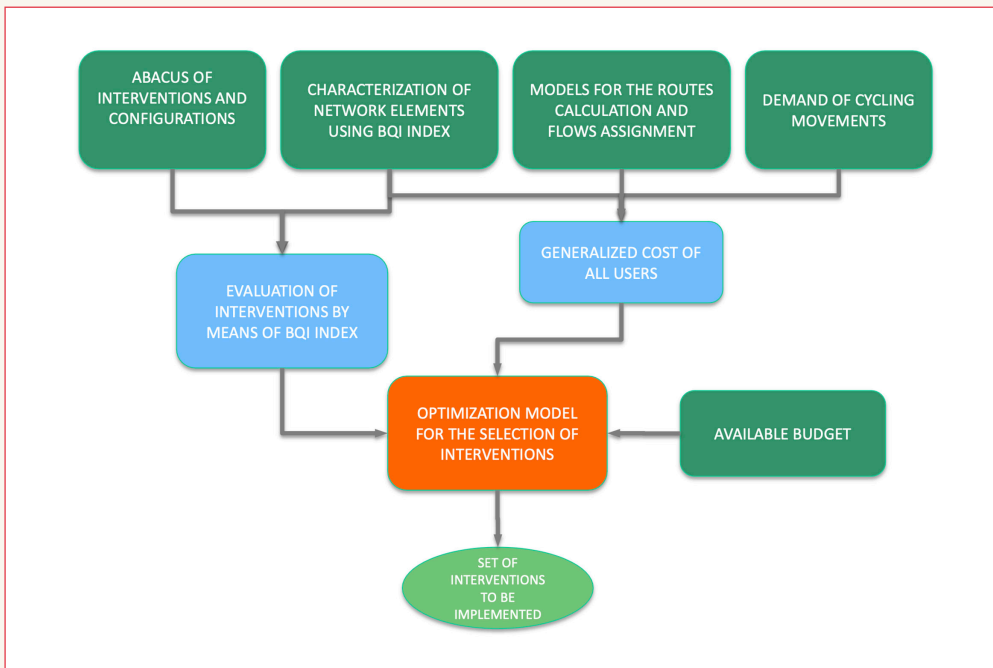 ABACUS OF
INTERVENTIONS AND
CONFIGURATIONS
CHARACTERIZATION OF
NETWORK ELEMENTS
USING BQI INDEX
MODELS FOR THE ROUTES
CALCULATION AND
FLOWS ASSIGNMENT
DEMAND OF CYCLING
MOVEMENTS
EVALUATION OF
INTERVENTIONS BY
MEANS OF BQI INDEX
GENERALIZED COST OF
ALL USERS
OPTIMIZATION MODEL
FOR THE SELECTION OF
INTERVENTIONS
AVAILABLE BUDGET
SET OF
INTERVENTIONS
TO BE
IMPLEMENTED